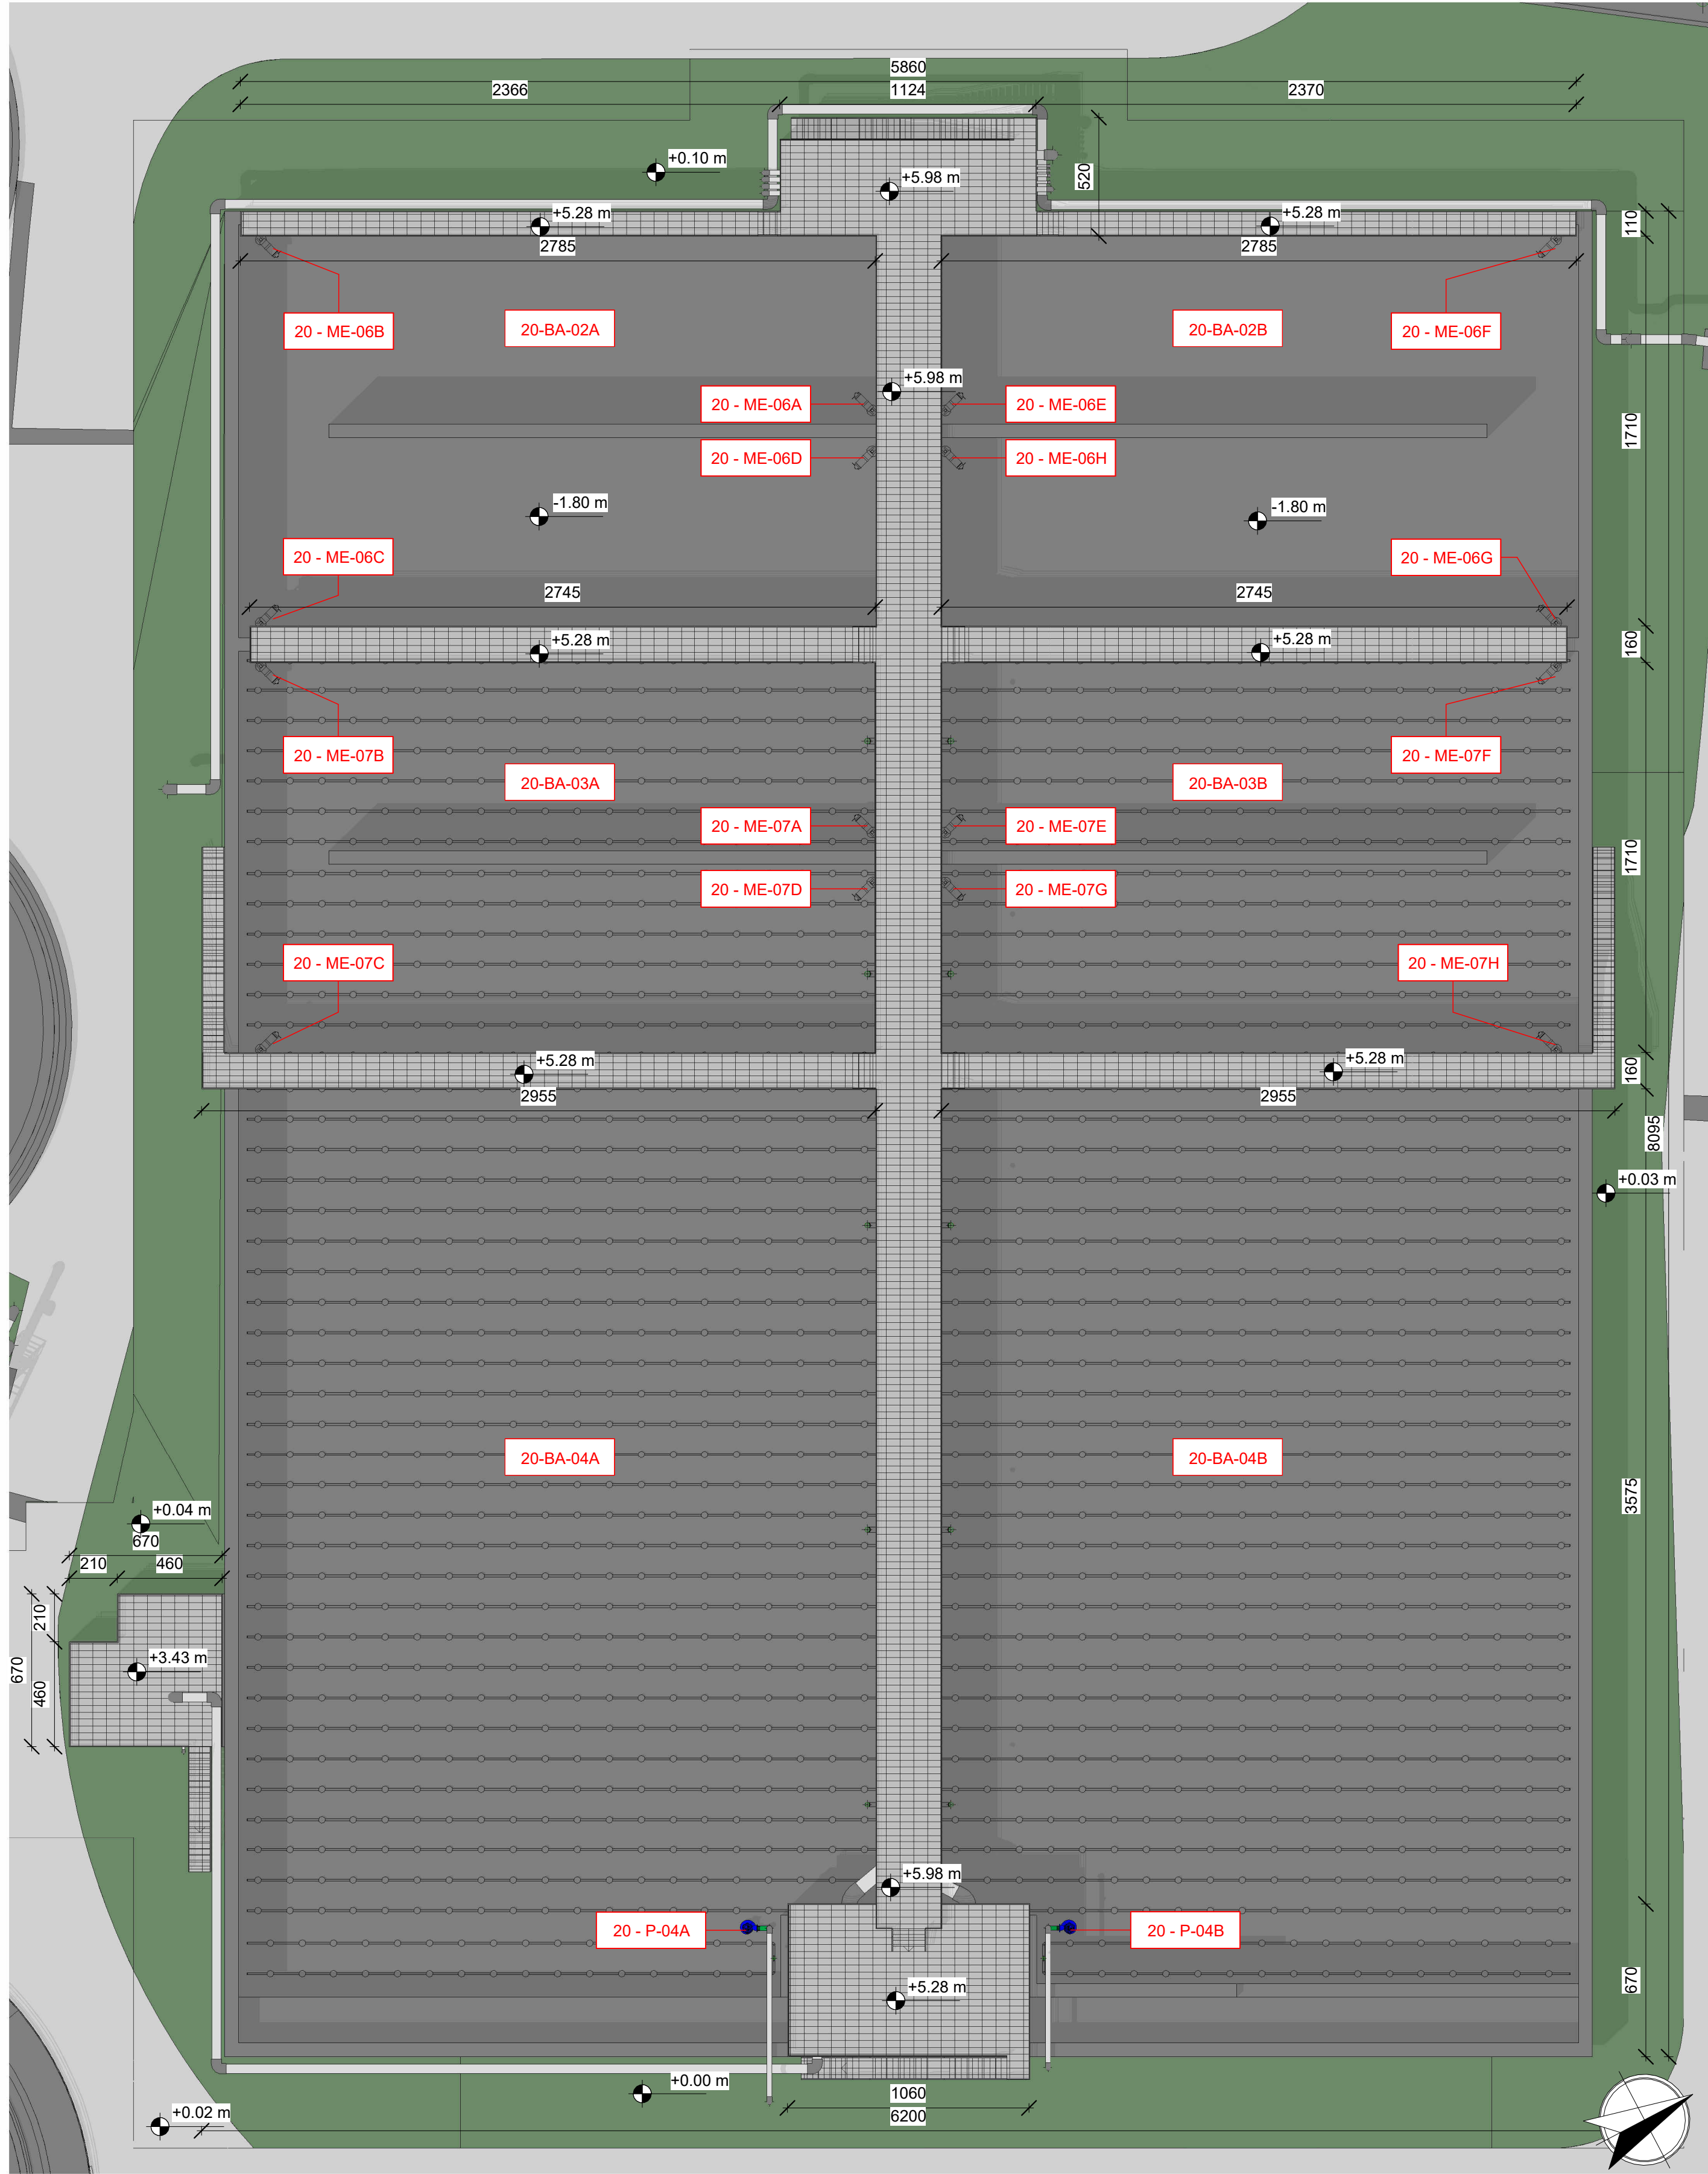 5860
2366 1124 2370
+0.10 m
+5.98 m
520
+5.28 m
+5.28 m
110
2785
2785
20 - ME-06B
20-BA-02A
20-BA-02B
20 - ME-06F
+5.98 m
20 - ME-06A
20 - ME-06E
1710
20 - ME-06D
20 - ME-06H
-1.80 m
-1.80 m
20 - ME-06C
20 - ME-06G
2745
2745
+5.28 m
+5.28 m
160
20 - ME-07B
20 - ME-07F
20-BA-03A
20-BA-03B
20 - ME-07A
20 - ME-07E
1710
20 - ME-07D
20 - ME-07G
20 - ME-07C
20 - ME-07H
+5.28 m
+5.28 m
160
2955
2955
8095
+0.03 m
20-BA-04A
20-BA-04B
3575
+0.04 m
670
210 460
210
+3.43 m
670
460
+5.98 m
20 - P-04A
20 - P-04B
+5.28 m
670
+0.00 m
1060
+0.02 m
6200